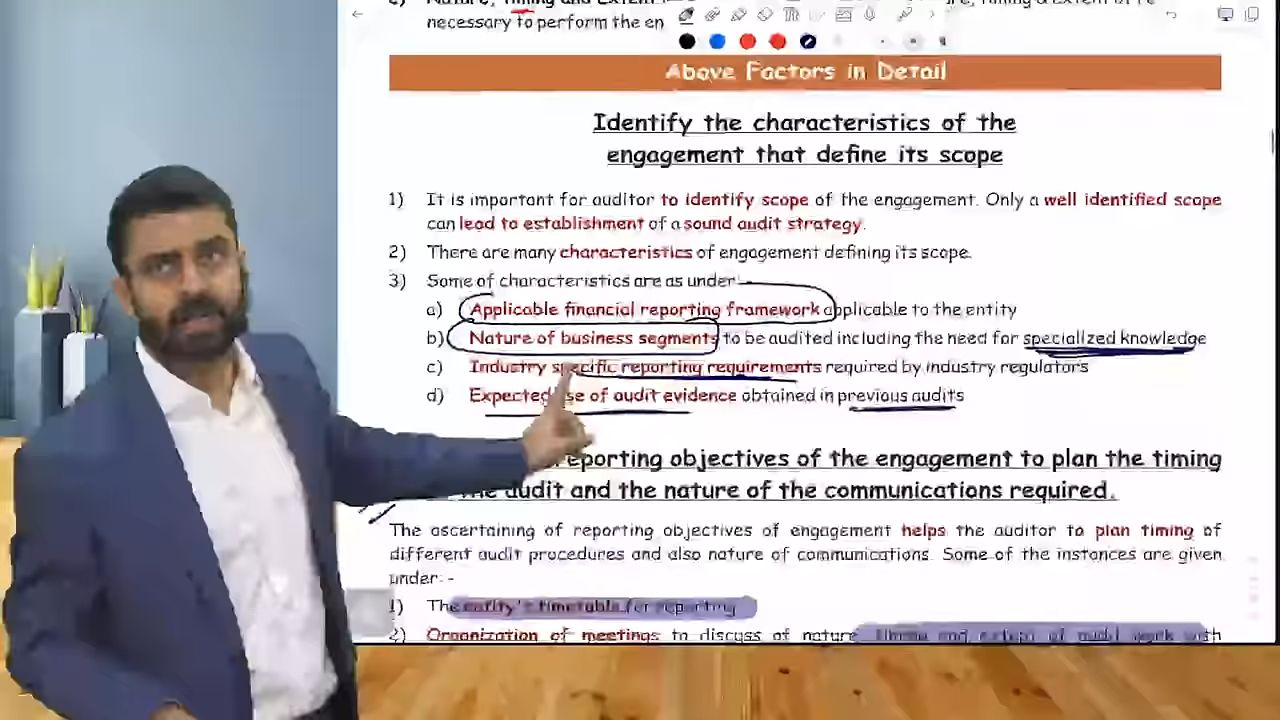 necessary to perform the en
Above Factors in Detail
Identify the characteristics of the
engagement that define its scope
1) It is important for auditor to identify scope of the engagement. Only a well identified scope
can lead to establishment of a sound audit strategy.
2) There are many characteristics of engagement defining its scope.
3) Some of characteristics are as under:
a) Applicable financial reporting framework applicable to the entity
b) Nature of business segments to be audited including the need for specialized knowledge
c) Industry specific reporting requirements required by industry regulators
d) Expected use of audit evidence obtained in previous audits
reporting objectives of the engagement to plan the timing
the audit and the nature of the communications required.
The ascertaining of reporting objectives of engagement helps the auditor to plan timing of
different audit procedures and also nature of communications. Some of the instances are given
under: -
1) The entity's timetable for reporting
2) Organization of meetings to discuss of nature, timing and extent of audit work with